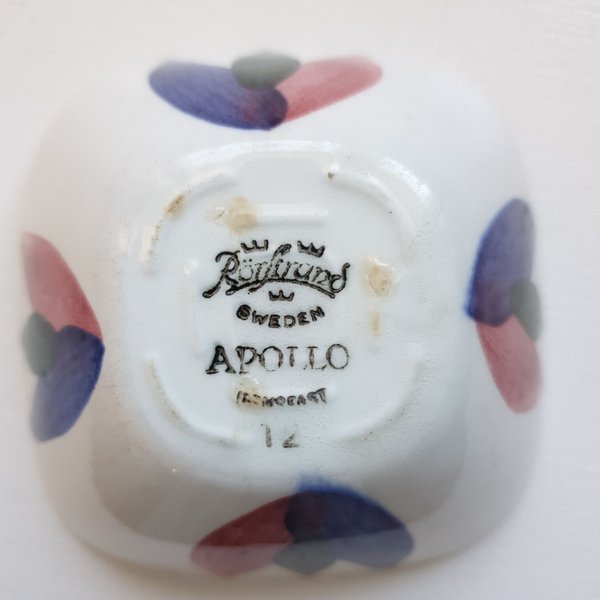 Rörstrand
SWEDEN
APOLLO
12